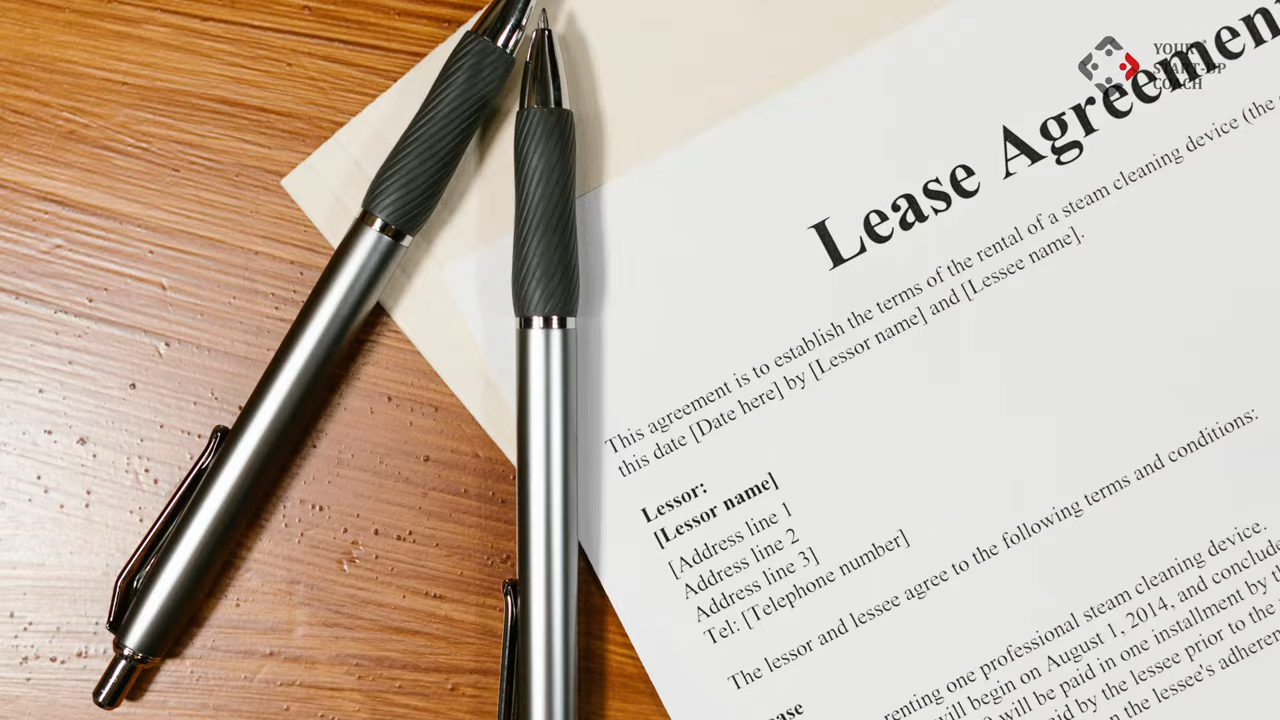 YOUR
START-UP
COACH
Lease Agreement
This agreement is to establish the terms of the rental of a steam cleaning device (the
this date [Date here] by [Lessor name] and [Lessee name].
Lessor:
[Lessor name]
[Address line 1
Address line 2
Address line 3]
Tel: [Telephone number]
The lessor and lessee agree to the following terms and conditions:
renting one professional steam cleaning device.
will begin on August 1, 2014, and conclude
will be paid in one installment by
by the lessee prior to the
the lessee's